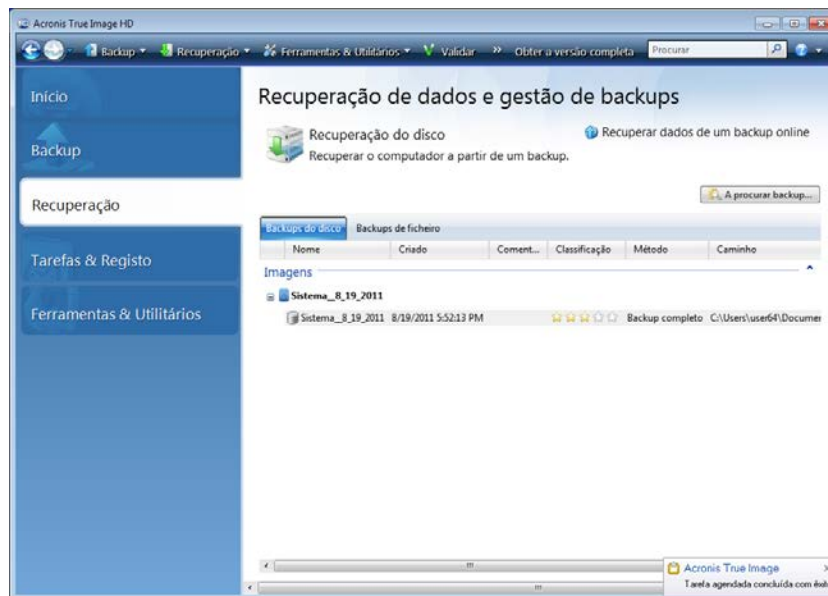 Acronis True Image HD
Backup Recuperação Ferramentas & Utilitários Validar » Obter a versão completa Procurar
Início
Backup
Recuperação
Tarefas & Registo
Ferramentas & Utilitários
Recuperação de dados e gestão de backups
Recuperação do disco
Recuperar o computador a partir de um backup.
Recuperar dados de um backup online
A procurar backup...
Backups do disco Backups de ficheiro
Nome Criado Coment... Classificação Método Caminho
Imagens
Sistema__8_19_2011
Sistema__8_19_2011 8/19/2011 5:52:13 PM Backup completo C:\Users\user64\Documen
Acronis True Image
Tarefa agendada concluída com êxit